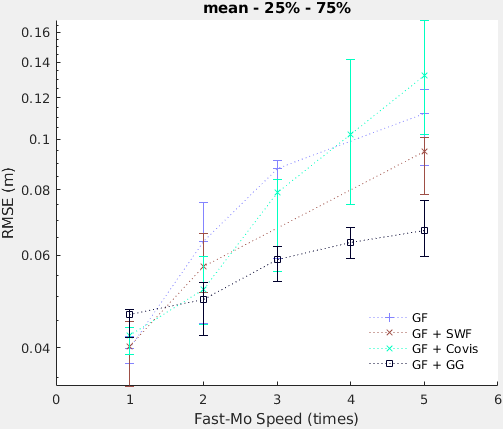 mean - 25% - 75%
0.16
0.14
0.12
0.1
0.08
0.06
0.04
RMSE (m)
GF
GF + SWF
GF + Covis
GF + GG
0 1 2 3 4 5 6
Fast-Mo Speed (times)